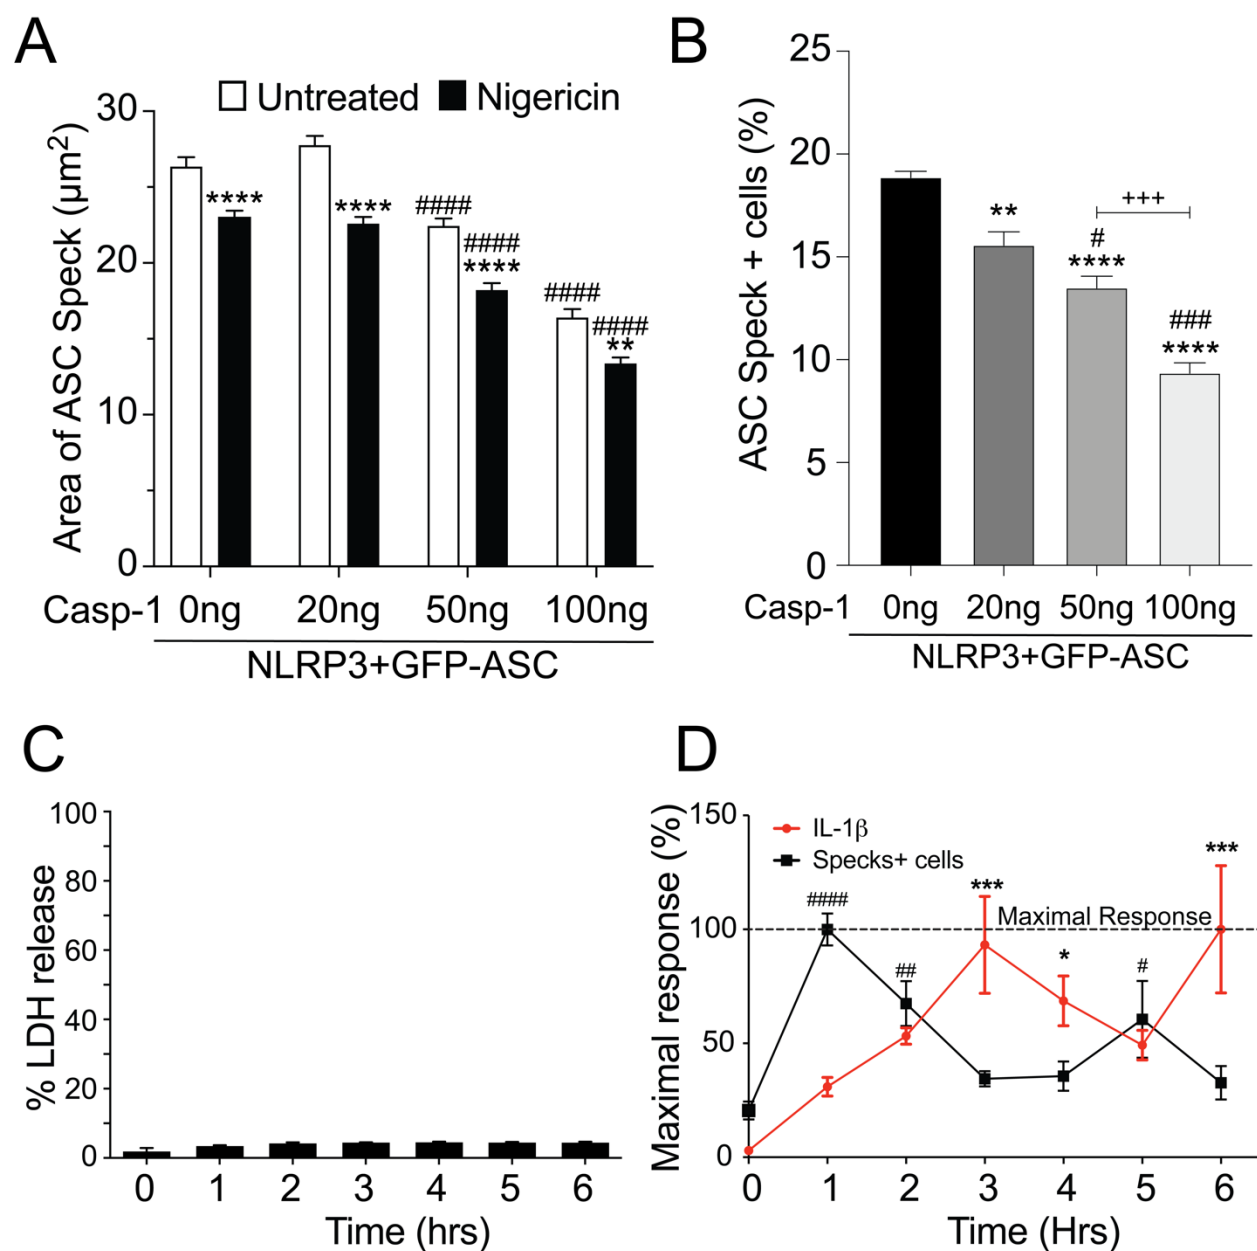 A
Untreated Nigericin
Area of ASC Speck (µm2)
30
20
10
0
****
****
####
####
****
####
####
**
Casp-1 0ng 20ng 50ng 100ng
NLRP3+GFP-ASC
B
ASC Speck + cells (%)
25
20
15
10
5
0
**
+++
#
****
###
****
Casp-1 0ng 20ng 50ng 100ng
NLRP3+GFP-ASC
C
% LDH release
100
80
60
40
20
0
0 1 2 3 4 5 6
Time (hrs)
D
Maximal response (%)
150
100
50
0
IL-1β
Specks+ cells
####
##
***
Maximal Response
*
#
***
0 1 2 3 4 5 6
Time (Hrs)